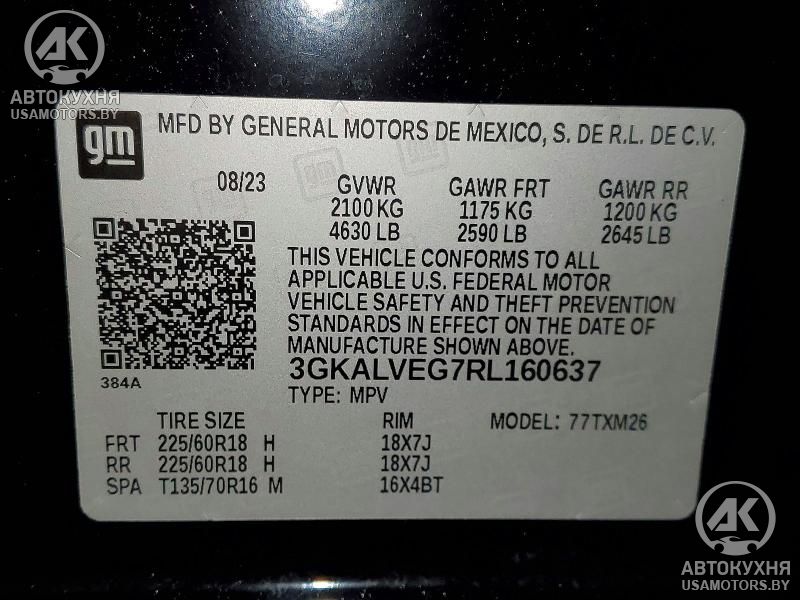 AK
АВТОКУХНЯ
USAMOTORS.BY
gm
MFD BY GENERAL MOTORS DE MEXICO, S. DE R.L. DE C.V.
08/23 GVWR GAWR FRT GAWR RR
2100 KG 1175 KG 1200 KG
4630 LB 2590 LB 2645 LB
THIS VEHICLE CONFORMS TO ALL
APPLICABLE U.S. FEDERAL MOTOR
VEHICLE SAFETY AND THEFT PREVENTION
STANDARDS IN EFFECT ON THE DATE OF
MANUFACTURE SHOWN ABOVE.
384A
3GKALVEG7RL160637
TYPE: MPV
TIRE SIZE RIM MODEL: 77TXM26
FRT 225/60R18 H 18X7J
RR 225/60R18 H 18X7J
SPA T135/70R16 M 16X4BT
AK
АВТОКУХНЯ
USAMOTORS.BY